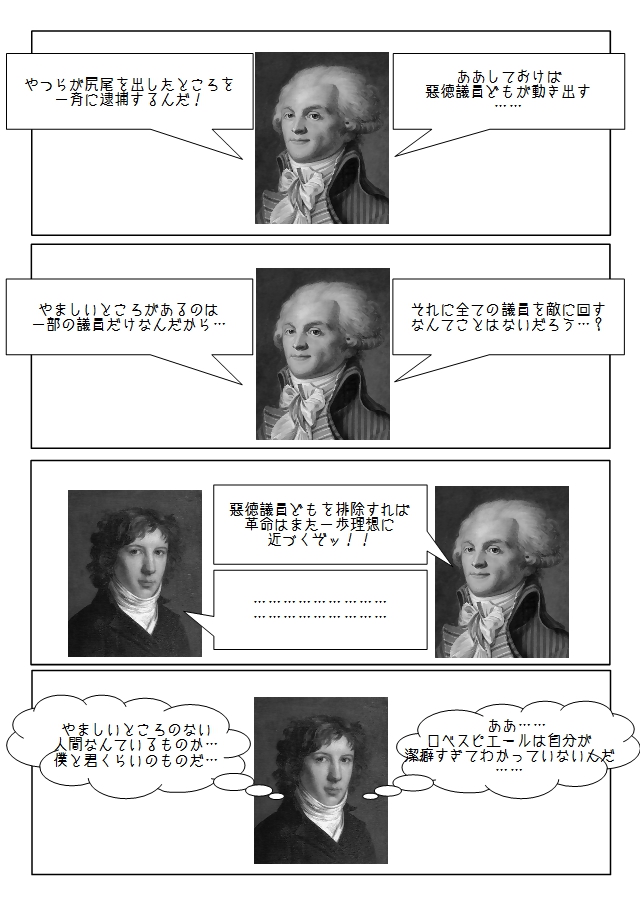 ああしておけば
惡德議員どもが動き出す
……
やつらが尻尾を出したところを
一斉に逮捕するんだ！
それに全ての議員を敵に回す
なんてことはないだろう…？
やましいところがあるのは
一部の議員だけなんだから…
惡德議員どもを排除すれば
革命はまた一歩理想に
近づくぞッ！！
………………………
………………………
ああ……
ロベスピエールは自分が
潔癖すぎてわかっていないんだ
……
やましいところのない
人間なんているものか…
僕と君くらいのものだ…